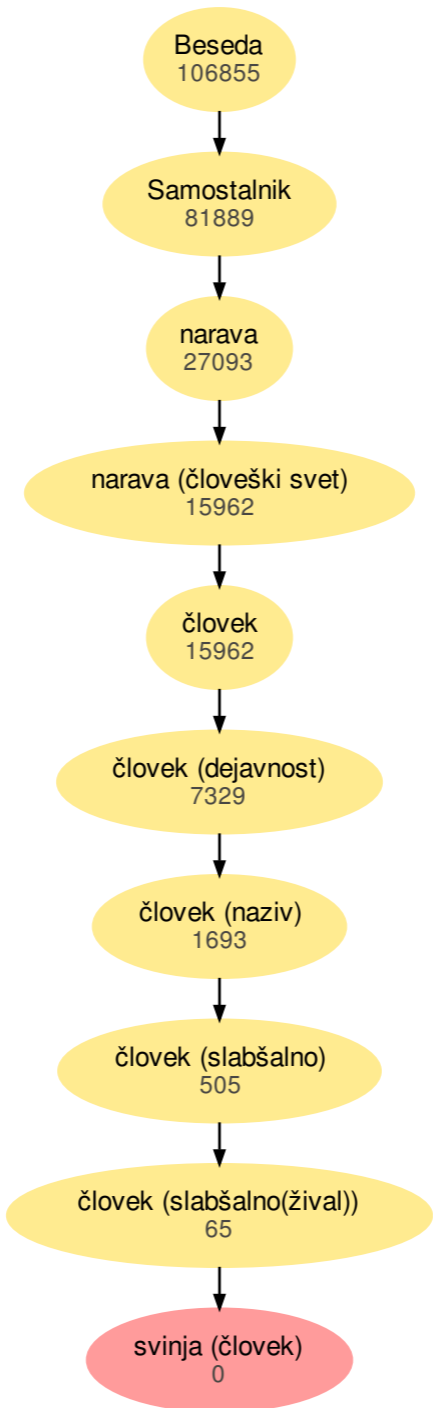 Beseda
106855
Samostalnik
81889
narava
27093
narava (človeški svet)
15962
človek
15962
človek (dejavnost)
7329
človek (naziv)
1693
človek (slabšalno)
505
človek (slabšalno(žival))
65
svinja (človek)
0